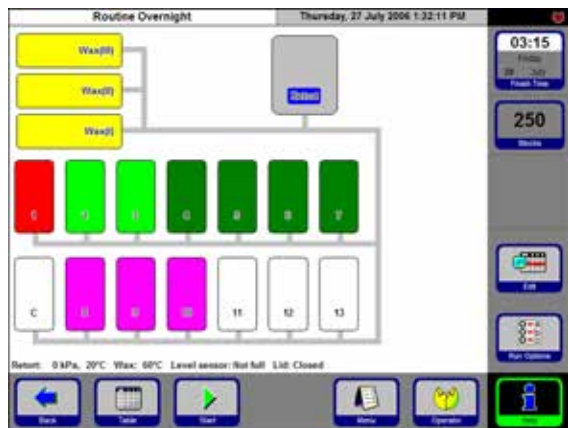 Routine Overnight
Thursday, 27 July 2006 1:32:11 PM
03:15
Friday
28 July
Finish Time
Wax(III)
Wax(II)
Wax(I)
250
Blocks
11
12
13
C
Edit
Run Options
Retort: 0 kPa, 20°C Wax: 60°C Level sensor: Not full Lid: Closed
Back
Table
Start
Menu
Operator
Help